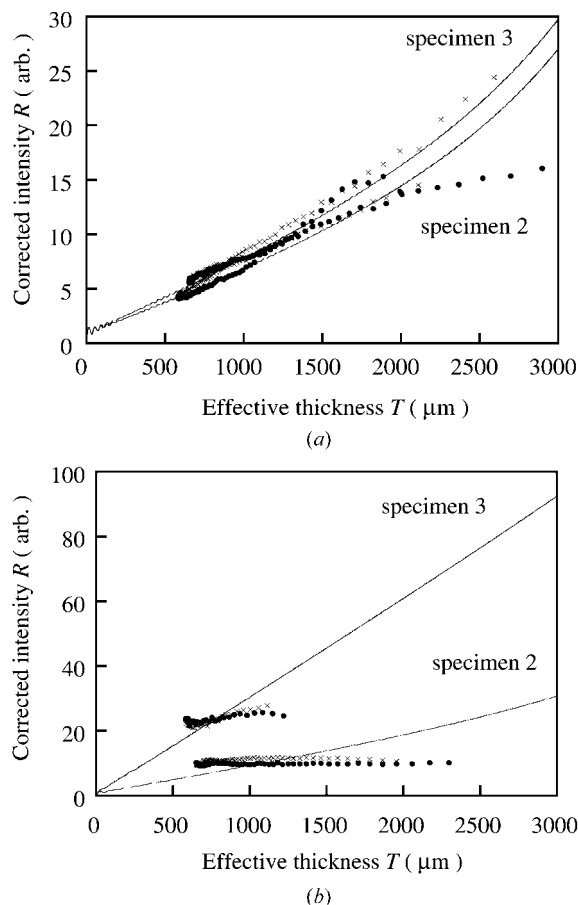 30
25
20
15
10
5
0
Corrected intensity R ( arb. )
specimen 3
specimen 2
500 1000 1500 2000 2500 3000
Effective thickness T ( μm )
(a)
100
80
60
40
20
0
Corrected intensity R ( arb. )
specimen 3
specimen 2
0 500 1000 1500 2000 2500 3000
Effective thickness T ( μm )
(b)